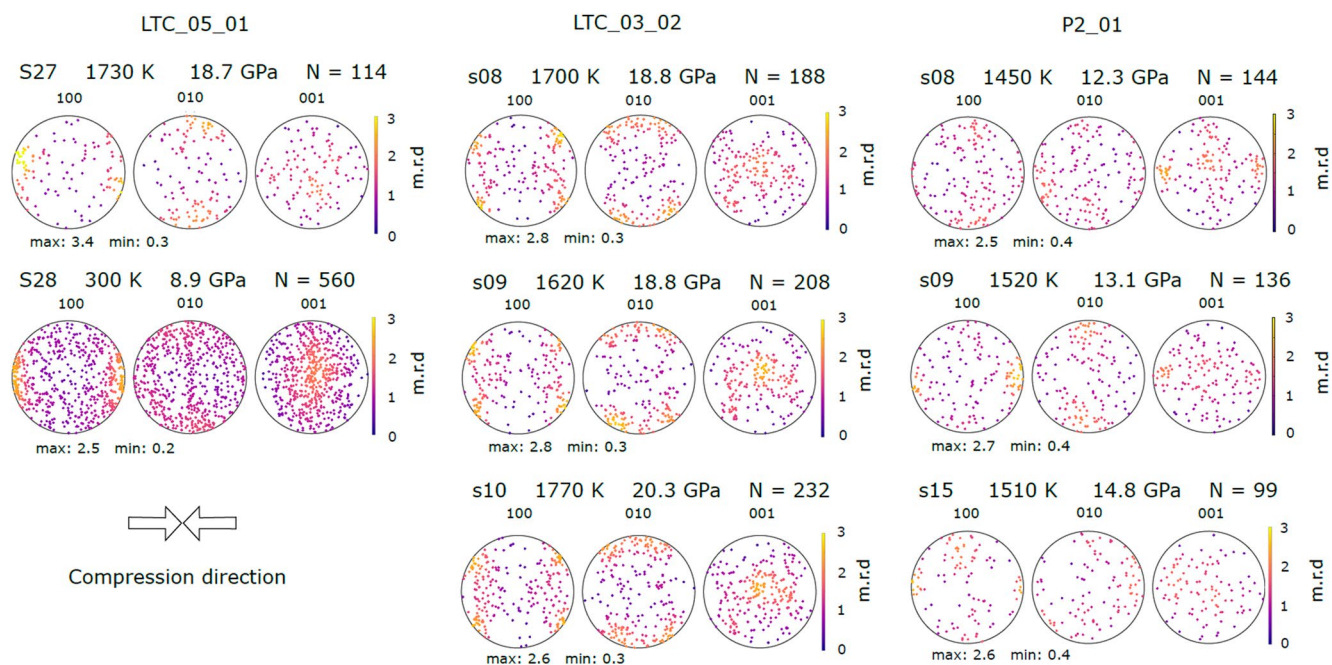 LTC_05_01
S27 1730 K 18.7 GPa N = 114
100 010 001
3
2
1
0
m.r.d
max: 3.4 min: 0.3
S28 300 K 8.9 GPa N = 560
100 010 001
3
2
1
0
m.r.d
max: 2.5 min: 0.2
Compression direction
LTC_03_02
s08 1700 K 18.8 GPa N = 188
100 010 001
3
2
1
0
m.r.d
max: 2.8 min: 0.3
s09 1620 K 18.8 GPa N = 208
100 010 001
3
2
1
0
m.r.d
max: 2.8 min: 0.3
s10 1770 K 20.3 GPa N = 232
100 010 001
3
2
1
0
m.r.d
max: 2.6 min: 0.3
P2_01
s08 1450 K 12.3 GPa N = 144
100 010 001
3
2
1
0
m.r.d
max: 2.5 min: 0.4
s09 1520 K 13.1 GPa N = 136
100 010 001
3
2
1
0
m.r.d
max: 2.7 min: 0.4
s15 1510 K 14.8 GPa N = 99
100 010 001
3
2
1
0
m.r.d
max: 2.6 min: 0.4